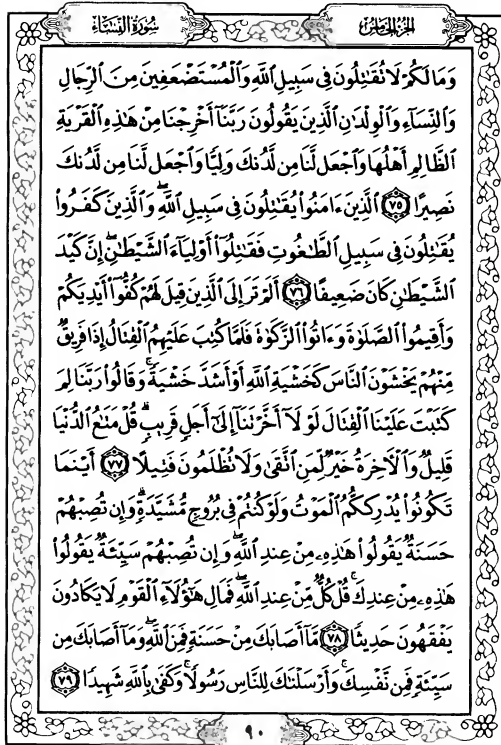 الجزء الخامس
سورة النساء
وَمَا لَكُمْ لَا تُقَٰتِلُونَ فِى سَبِيلِ ٱللَّهِ وَٱلْمُسْتَضْعَفِينَ مِنَ ٱلرِّجَالِ
وَٱلنِّسَآءِ وَٱلْوِلْدَٰنِ ٱلَّذِينَ يَقُولُونَ رَبَّنَآ أَخْرِجْنَا مِنْ هَٰذِهِ ٱلْقَرْيَةِ
ٱلظَّالِمِ أَهْلُهَا وَٱجْعَل لَّنَا مِن لَّدُنكَ وَلِيًّا وَٱجْعَل لَّنَا مِن لَّدُنكَ
نَصِيرًا ٧٥ ٱلَّذِينَ ءَامَنُوا۟ يُقَٰتِلُونَ فِى سَبِيلِ ٱللَّهِ ۖ وَٱلَّذِينَ كَفَرُوا۟
يُقَٰتِلُونَ فِى سَبِيلِ ٱلطَّٰغُوتِ فَقَٰتِلُوٓا۟ أَوْلِيَآءَ ٱلشَّيْطَٰنِ ۖ إِنَّ كَيْدَ
ٱلشَّيْطَٰنِ كَانَ ضَعِيفًا ٧٦ أَلَمْ تَرَ إِلَى ٱلَّذِينَ قِيلَ لَهُمْ كُفُّوٓا۟ أَيْدِيَكُمْ
وَأَقِيمُوا۟ ٱلصَّلَوٰةَ وَءَاتُوا۟ ٱلزَّكَوٰةَ فَلَمَّا كُتِبَ عَلَيْهِمُ ٱلْقِتَالُ إِذَا فَرِيقٌ
مِّنْهُمْ يَخْشَوْنَ ٱلنَّاسَ كَخَشْيَةِ ٱللَّهِ أَوْ أَشَدَّ خَشْيَةً ۚ وَقَالُوا۟ رَبَّنَا لِمَ
كَتَبْتَ عَلَيْنَا ٱلْقِتَالَ لَوْلَآ أَخَّرْتَنَآ إِلَىٰٓ أَجَلٍ قَرِيبٍ ۗ قُلْ مَتَٰعُ ٱلدُّنْيَا
قَلِيلٌ وَٱلْءَاخِرَةُ خَيْرٌ لِّمَنِ ٱتَّقَىٰ وَلَا تُظْلَمُونَ فَتِيلًا ٧٧ أَيْنَمَا
تَكُونُوا۟ يُدْرِككُّمُ ٱلْمَوْتُ وَلَوْ كُنتُمْ فِى بُرُوجٍ مُّشَيَّدَةٍ ۗ وَإِن تُصِبْهُمْ
حَسَنَةٌ يَقُولُوا۟ هَٰذِهِۦ مِنْ عِندِ ٱللَّهِ ۖ وَإِن تُصِبْهُمْ سَيِّئَةٌ يَقُولُوا۟
هَٰذِهِۦ مِنْ عِندِكَ ۚ قُلْ كُلٌّ مِّنْ عِندِ ٱللَّهِ ۖ فَمَالِ هَٰٓؤُلَآءِ ٱلْقَوْمِ لَا يَكَادُونَ
يَفْقَهُونَ حَدِيثًا ٧٨ مَّآ أَصَابَكَ مِنْ حَسَنَةٍ فَمِنَ ٱللَّهِ ۖ وَمَآ أَصَابَكَ مِن
سَيِّئَةٍ فَمِن نَّفْسِكَ ۚ وَأَرْسَلْنَٰكَ لِلنَّاسِ رَسُولًا ۚ وَكَفَىٰ بِٱللَّهِ شَهِيدًا ٧٩
٩٠